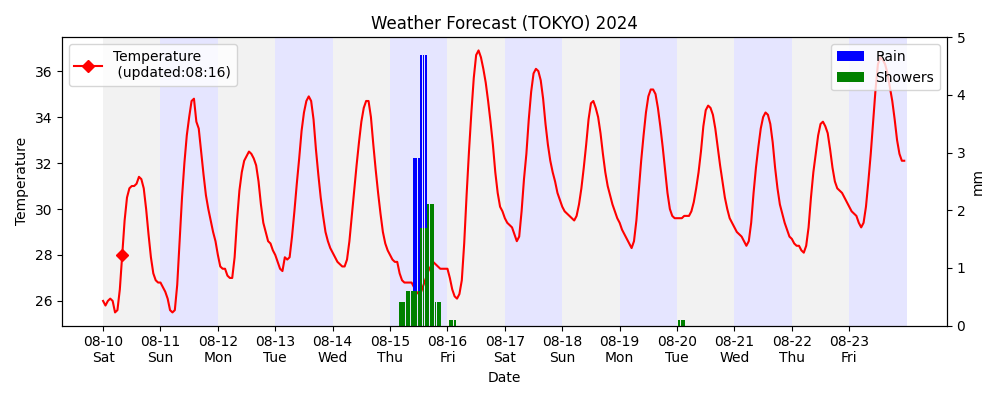 Weather Forecast (TOKYO) 2024
Temperature
(updated:08:16)
Rain
Showers
Temperature
36
34
32
30
28
26
5
4
3
2
1
0
mm
08-10 08-11 08-12 08-13 08-14 08-15 08-16 08-17 08-18 08-19 08-20 08-21 08-22 08-23
Sat Sun Mon Tue Wed Thu Fri Sat Sun Mon Tue Wed Thu Fri
Date